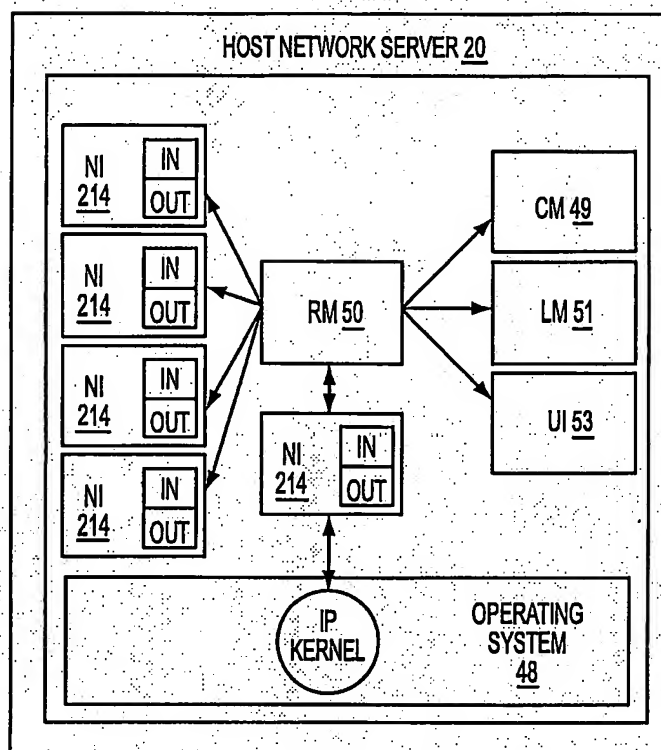 HOST NETWORK SERVER 20
NI
214
IN
OUT
NI
214
IN
OUT
NI
214
IN
OUT
NI
214
IN
OUT
RM 50
NI
214
IN
OUT
CM 49
LM 51
UI 53
IP
KERNEL
OPERATING
SYSTEM
48